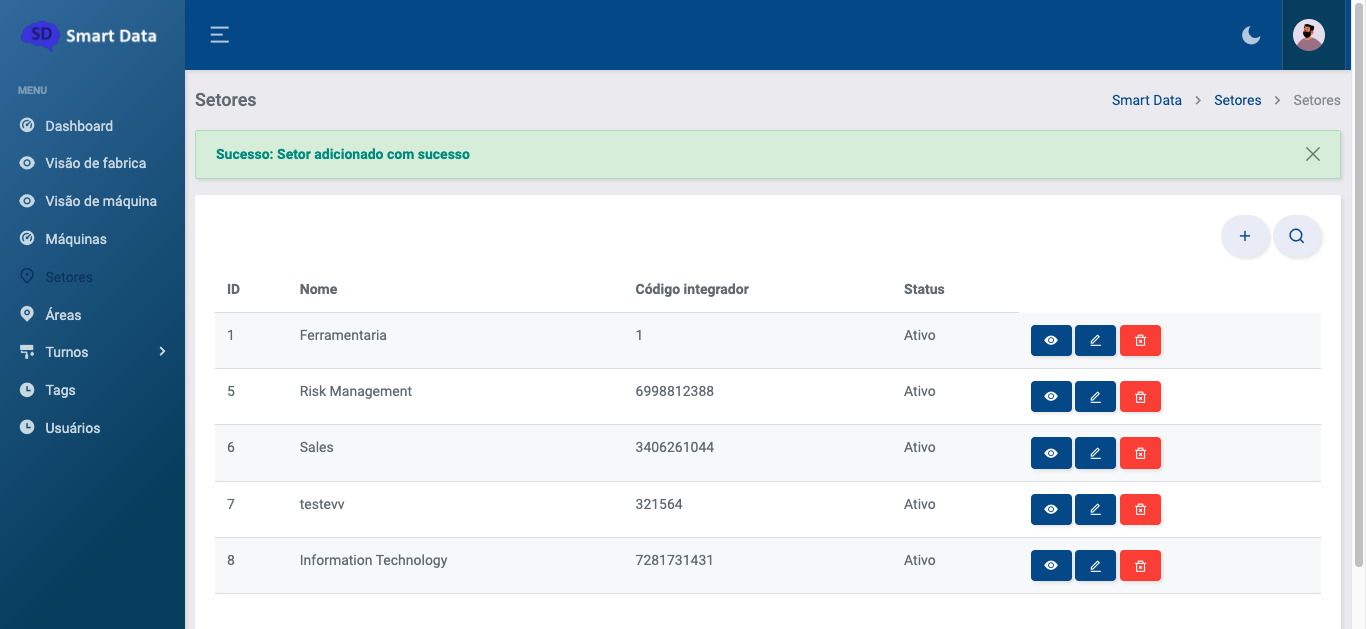 SD Smart Data
MENU
Dashboard
Visão de fabrica
Visão de máquina
Máquinas
Setores
Áreas
Turnos
Tags
Usuários
Setores
Smart Data > Setores > Setores
Sucesso: Setor adicionado com sucesso
ID Nome Código integrador Status
1 Ferramentaria 1 Ativo
5 Risk Management 6998812388 Ativo
6 Sales 3406261044 Ativo
7 testevv 321564 Ativo
8 Information Technology 7281731431 Ativo